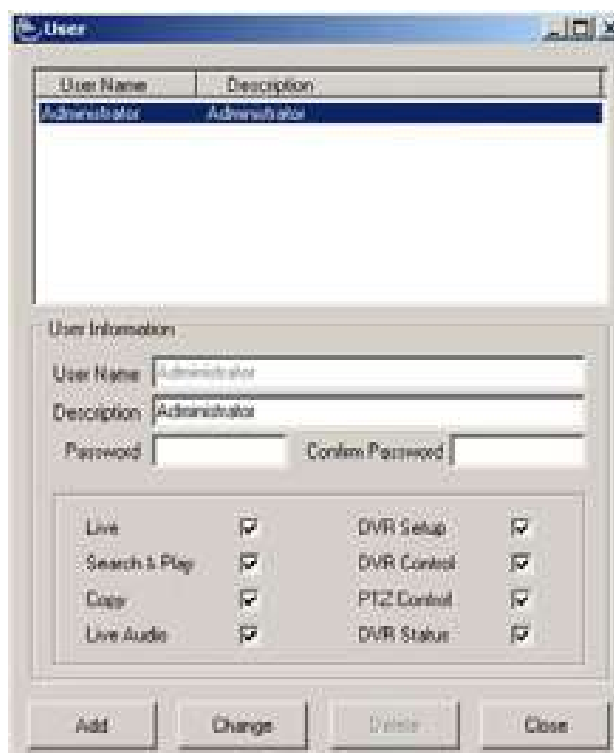 User
User Name Description
Administrator Administrator
User Information
User Name Administrator
Description Administrator
Password Confirm Password
Live DVR Setup
Search & Play DVR Control
Copy PTZ Control
Live Audio DVR Status
Add Change Delete Close